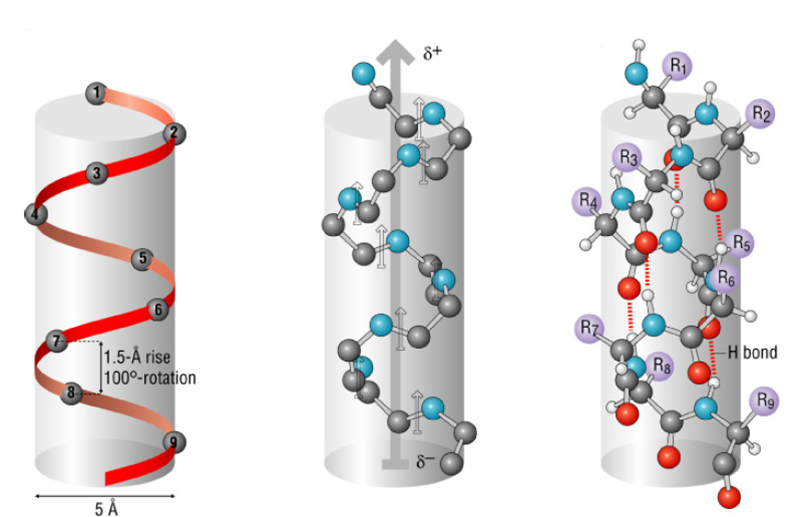 1
2
3
4
5
6
7
1.5-Å rise
100°-rotation
8
9
5 Å
δ+
δ−
R1
R2
R3
R4
R5
R6
R7
H bond
R8
R9